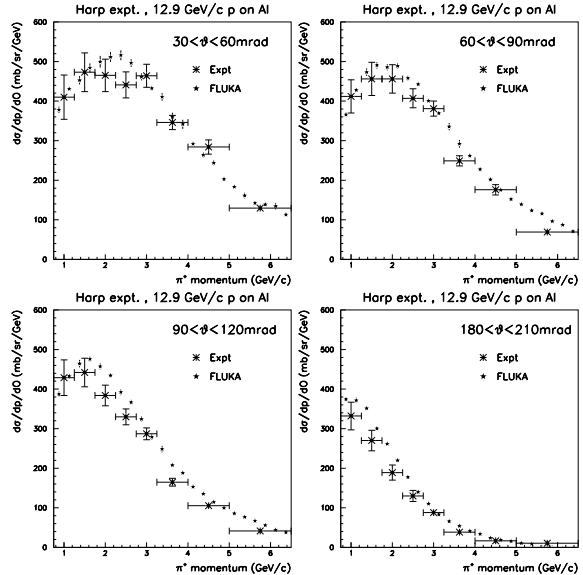 Harp expt. , 12.9 GeV/c p on Al
30<ϑ<60mrad
Expt
FLUKA
dσ/dp/dO (mb/sr/GeV)
600
500
400
300
200
100
0
1 2 3 4 5 6
π⁺ momentum (GeV/c)
Harp expt. , 12.9 GeV/c p on Al
60<ϑ<90mrad
Expt
FLUKA
dσ/dp/dO (mb/sr/GeV)
600
500
400
300
200
100
0
1 2 3 4 5 6
π⁺ momentum (GeV/c)
Harp expt. , 12.9 GeV/c p on Al
90<ϑ<120mrad
Expt
FLUKA
dσ/dp/dO (mb/sr/GeV)
600
500
400
300
200
100
0
1 2 3 4 5 6
π⁺ momentum (GeV/c)
Harp expt. , 12.9 GeV/c p on Al
180<ϑ<210mrad
Expt
FLUKA
dσ/dp/dO (mb/sr/GeV)
600
500
400
300
200
100
0
1 2 3 4 5 6
π⁺ momentum (GeV/c)